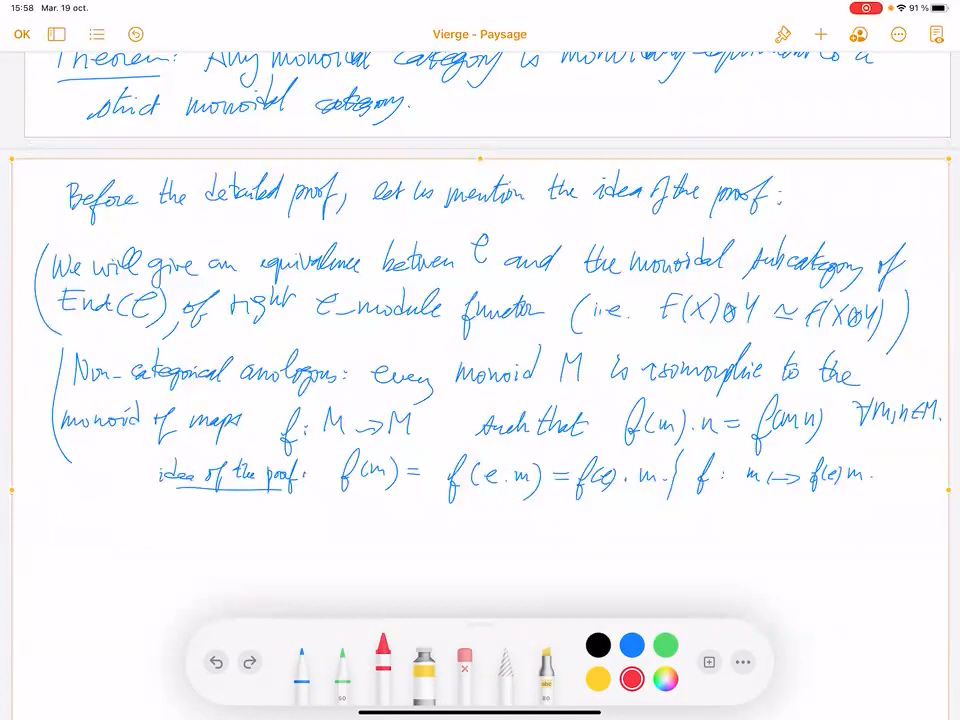 15:58 Mar. 19 oct. 91 %
OK Vierge - Paysage
Theorem: Any monoidal category is monoidally equivalent to a
strict monoidal category.
Before the detailed proof, let us mention the idea of the proof:
(We will give an equivalence between C and the monoidal subcategory of
End(C), of right C-module functor (i.e. F(X)⊗Y ≃ F(X⊗Y))
(Non-categorical analogous: every monoid M is isomorphic to the
monoid of maps f: M → M such that f(m).n = f(mn) ∀m,n∈M.
idea of the proof: f(m) = f(e.m) = f(e).m. f: m ↦ f(e)m.
50
abc
80